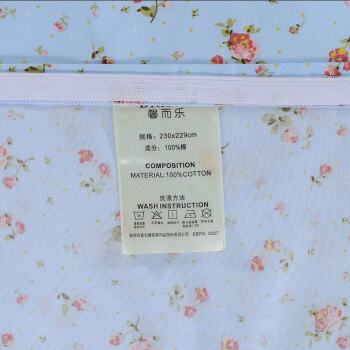 馨而乐
规格: 230x229cm
成分: 100%棉
COMPOSITION
MATERIAL:100%COTTON
洗涤方法
WASH INSTRUCTION